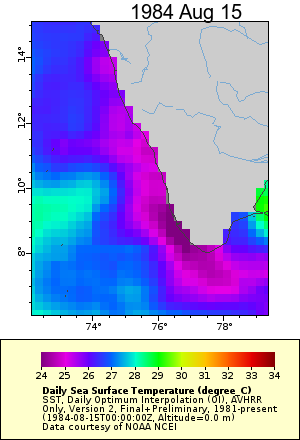 1984 Aug 15
14°
12°
10°
8°
74° 76° 78°
24 25 26 27 28 29 30 31 32 33 34
Daily Sea Surface Temperature (degree_C)
SST, Daily Optimum Interpolation (OI), AVHRR
Only, Version 2, Final+Preliminary, 1981-present
(1984-08-15T00:00:00Z, Altitude=0.0 m)
Data courtesy of NOAA NCEI